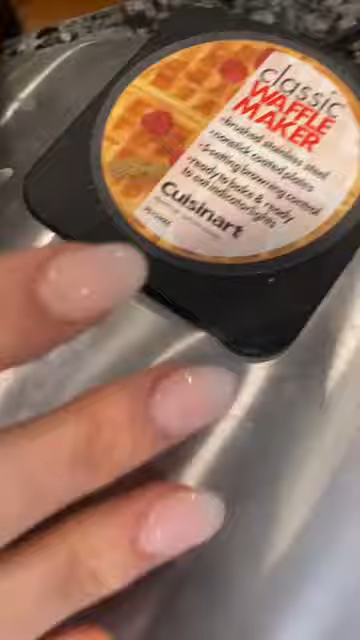 classic
WAFFLE
MAKER
•brushed stainless steel
•nonstick coated plates
•5-setting browning control
•ready to bake & ready
to eat indicator lights
Cuisinart